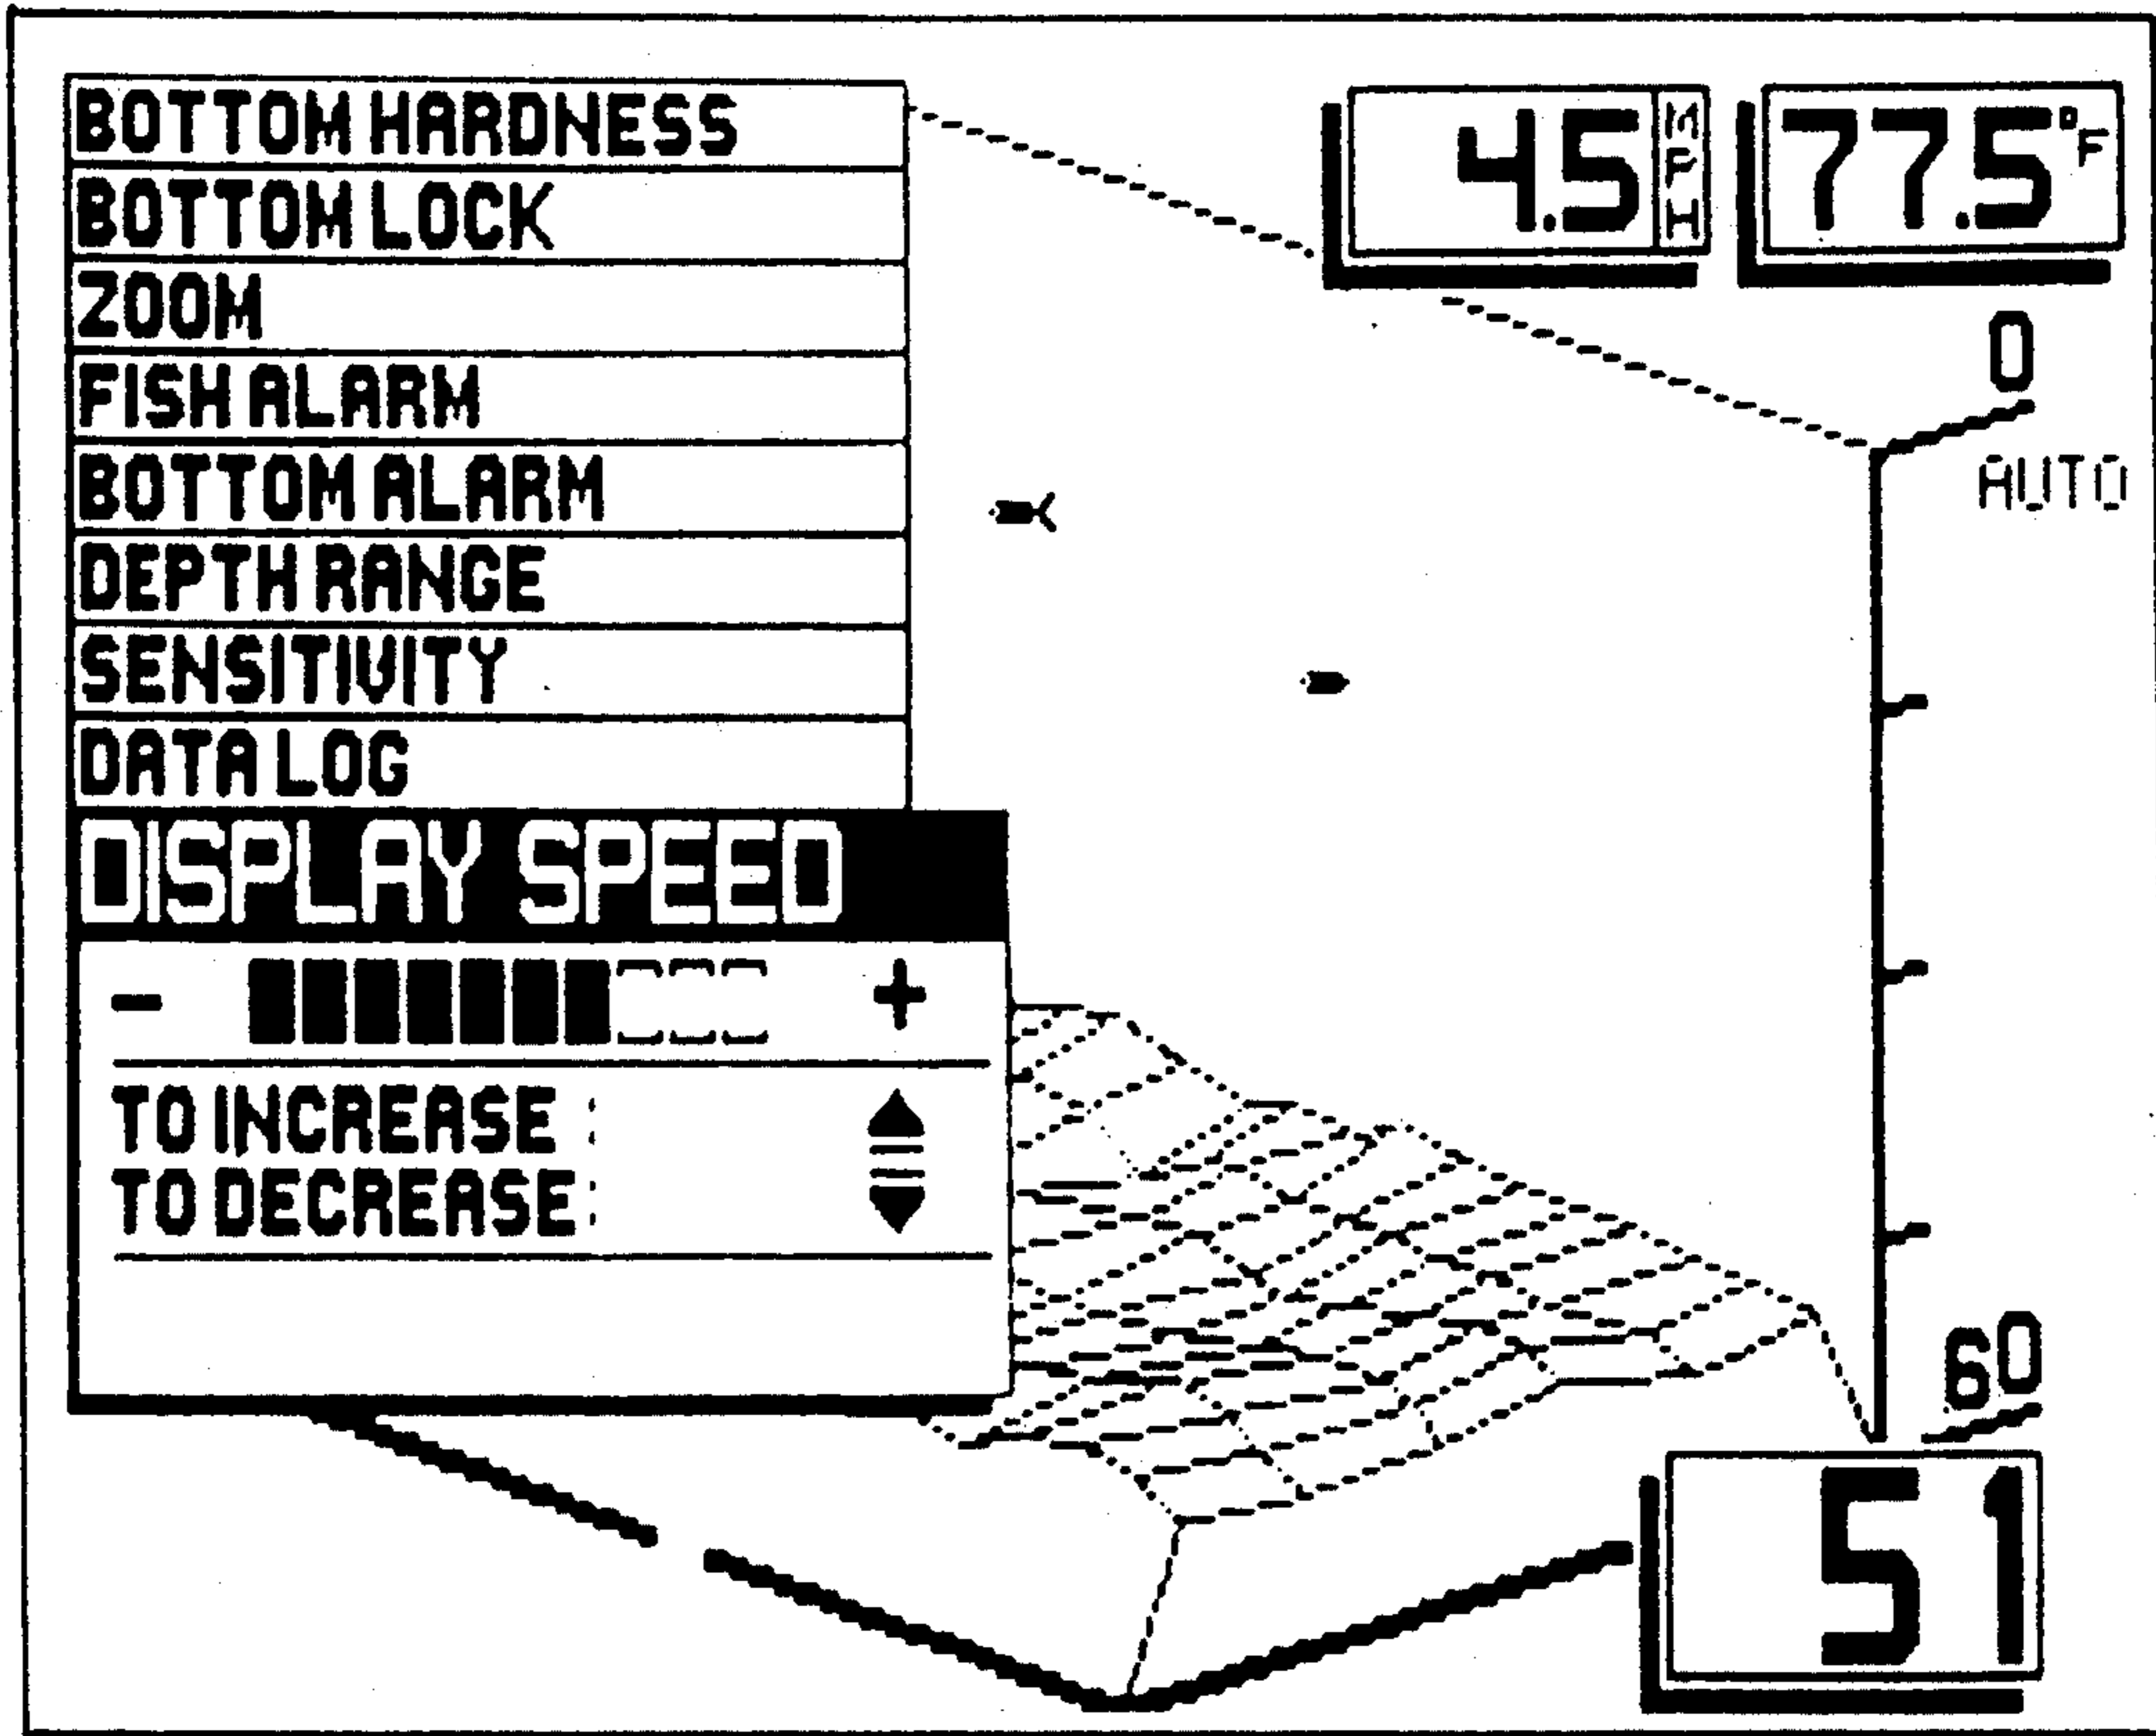 BOTTOM HARDNESS
BOTTOM LOCK
ZOOM
FISH ALARM
BOTTOM ALARM
DEPTH RANGE
SENSITIVITY
DATA LOG
DISPLAY SPEED
- +
TO INCREASE :
TO DECREASE:
4.5 MPH
77.5 °F
0
AUTO
60
51